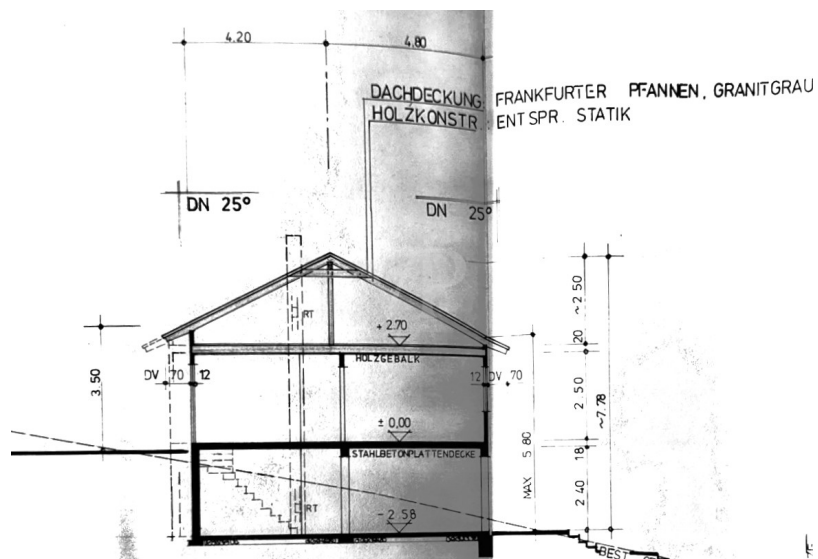 4.20
4.80
DACHDECKUNG: FRANKFURTER PFANNEN, GRANITGRAU
HOLZKONSTR. ENTSPR. STATIK
DN 25°
DN 25°
RT
+ 2.70
HOLZGEBÄLK
DV 70 12
12 DV 70
3.50
± 0,00
STAHLBETONPLATTENDECKE
RT
- 2.58
MAX 5.80
~2.50
20
2.50
18
2.40
~7.78
BEST